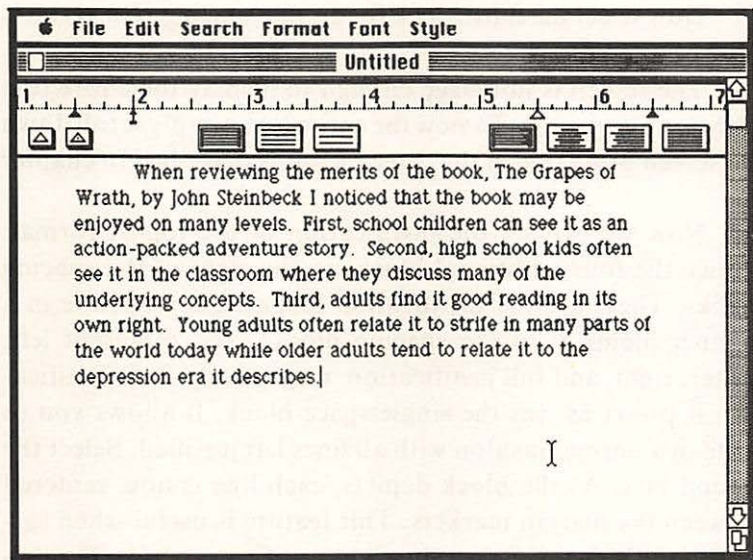 File Edit Search Format Font Style
Untitled
1 2 3 4 5 6 7
When reviewing the merits of the book, The Grapes of
Wrath, by John Steinbeck I noticed that the book may be
enjoyed on many levels. First, school children can see it as an
action-packed adventure story. Second, high school kids often
see it in the classroom where they discuss many of the
underlying concepts. Third, adults find it good reading in its
own right. Young adults often relate it to strife in many parts of
the world today while older adults tend to relate it to the
depression era it describes.